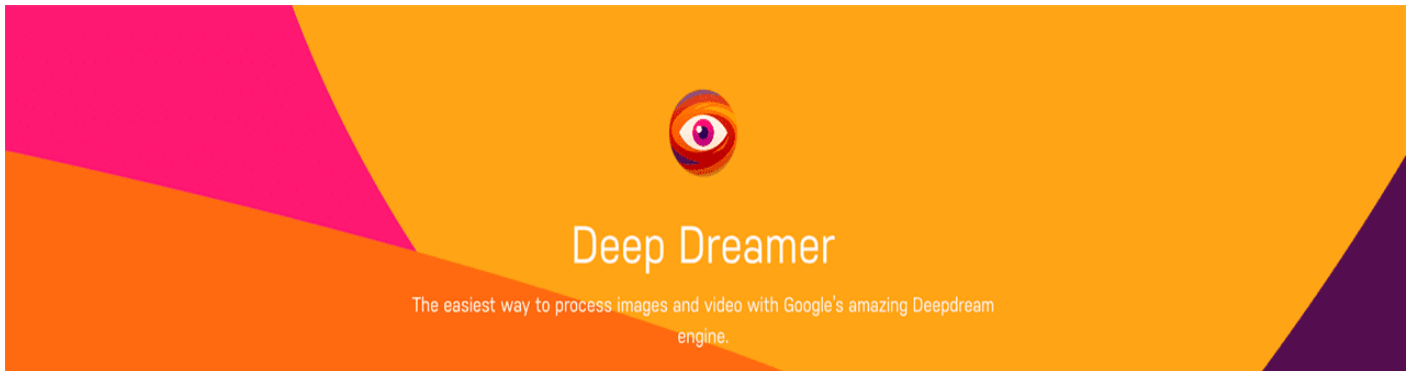 Deep Dreamer
The easiest way to process images and video with Google's amazing Deepdream
engine.